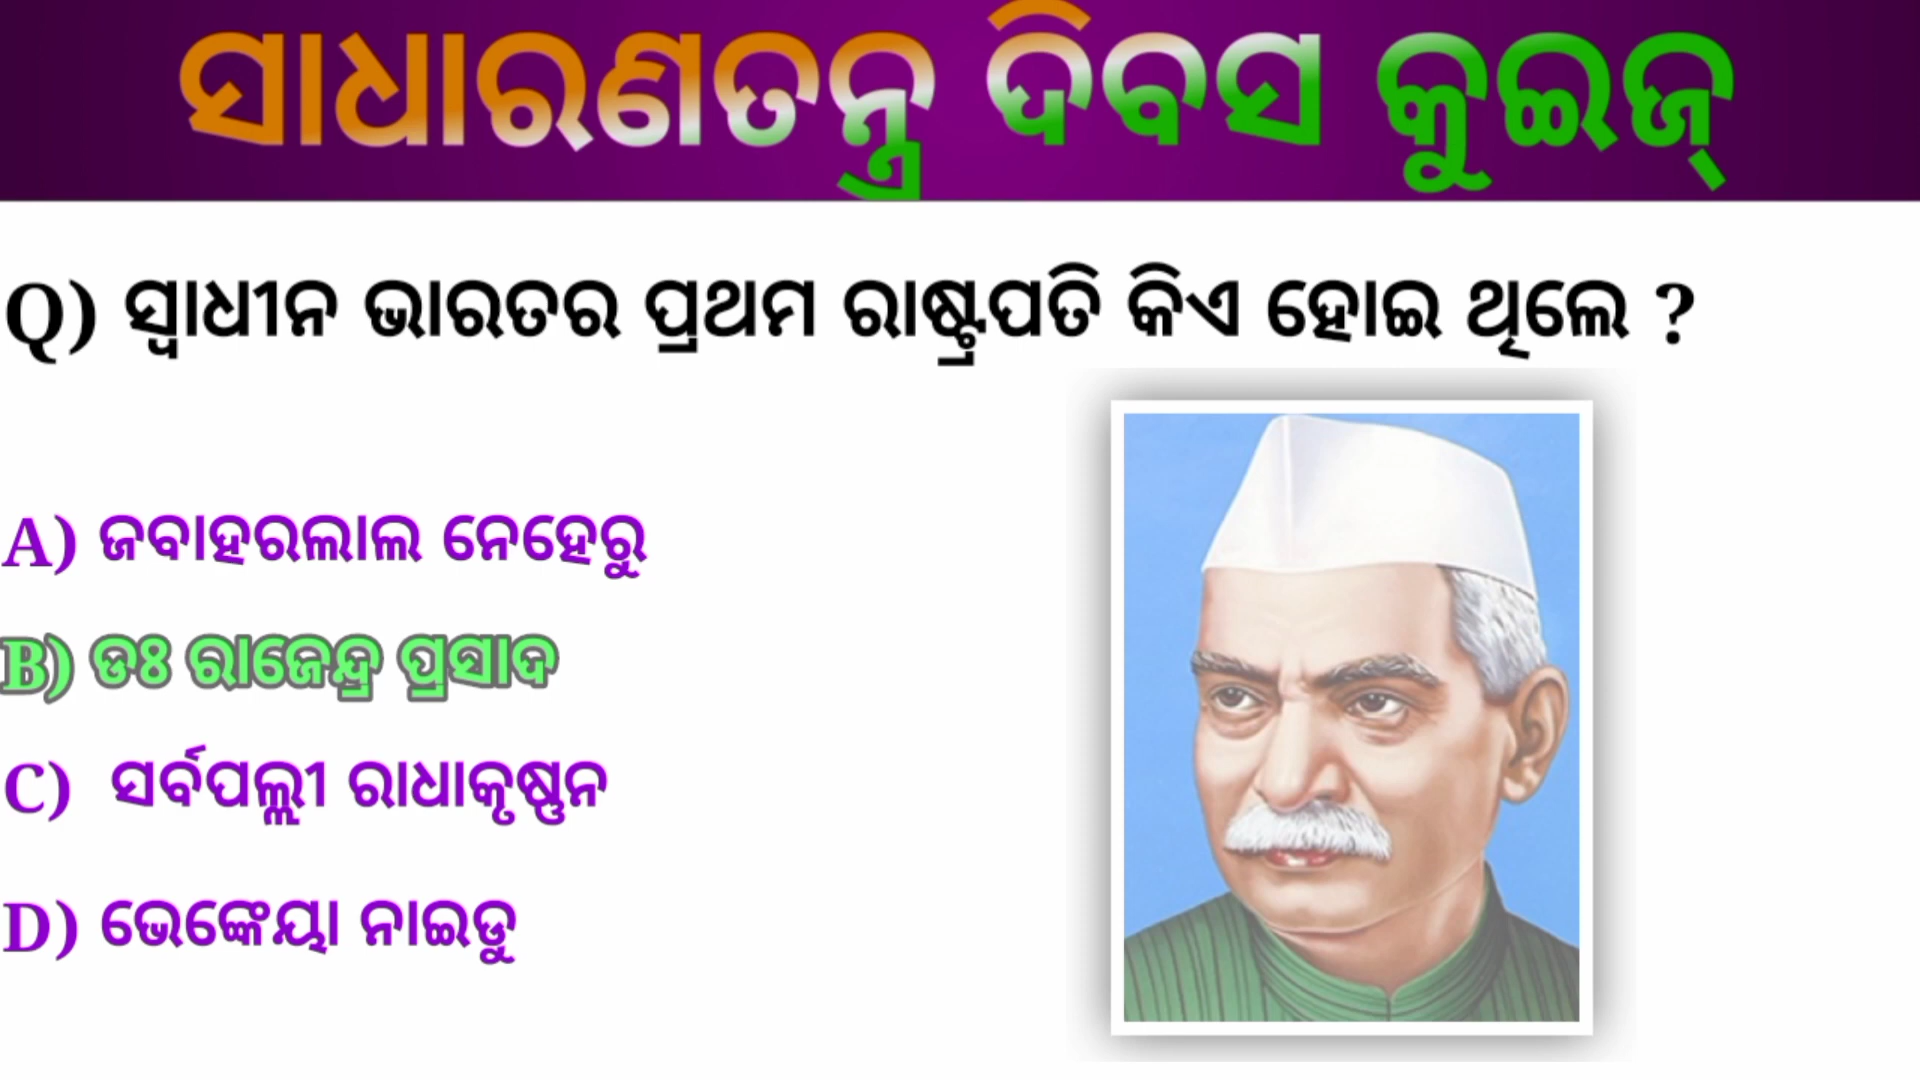 ସାଧାରଣତନ୍ତ୍ର ଦିବସ କୁଇଜ୍
Q) ସ୍ୱାଧୀନ ଭାରତର ପ୍ରଥମ ରାଷ୍ଟ୍ରପତି କିଏ ହୋଇ ଥିଲେ ?
A) ଜବାହରଲାଲ ନେହେରୁ
B) ଡଃ ରାଜେନ୍ଦ୍ର ପ୍ରସାଦ
C) ସର୍ବପଲ୍ଲୀ ରାଧାକୃଷ୍ଣନ
D) ଭେଙ୍କେୟା ନାଇଡୁ